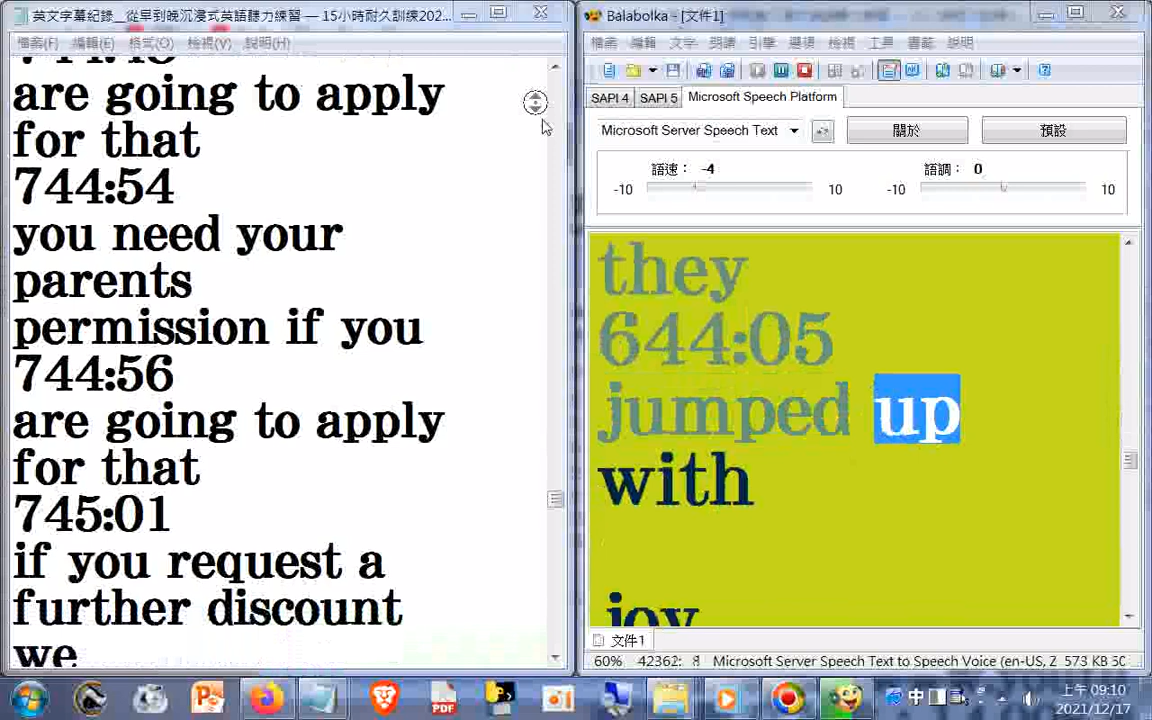 英文字幕紀錄__從早到晚沉浸式英語聽力練習 — 15小時耐久訓練202...
檔案(F) 編輯(E) 格式(O) 檢視(V) 說明(H)
are going to apply
for that
744:54
you need your
parents
permission if you
744:56
are going to apply
for that
745:01
if you request a
further discount
we
Balabolka - [文件1]
檔案 編輯 文字 朗讀 引擎 選項 檢視 工具 書籤 說明
SAPI 4 SAPI 5 Microsoft Speech Platform
Microsoft Server Speech Text 關於 預設
語速： -4 語調： 0
-10 10 -10 10
they
644:05
jumped up
with
joy
文件1
60% 42362: 8 Microsoft Server Speech Text to Speech Voice (en-US, Z 573 KB
中 上午 09:10
2021/12/17